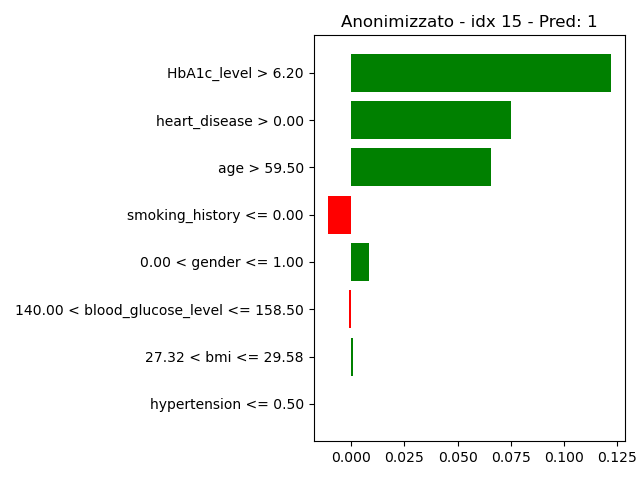 Anonimizzato - idx 15 - Pred: 1
HbA1c_level > 6.20
heart_disease > 0.00
age > 59.50
smoking_history <= 0.00
0.00 < gender <= 1.00
140.00 < blood_glucose_level <= 158.50
27.32 < bmi <= 29.58
hypertension <= 0.50
0.000 0.025 0.050 0.075 0.100 0.125